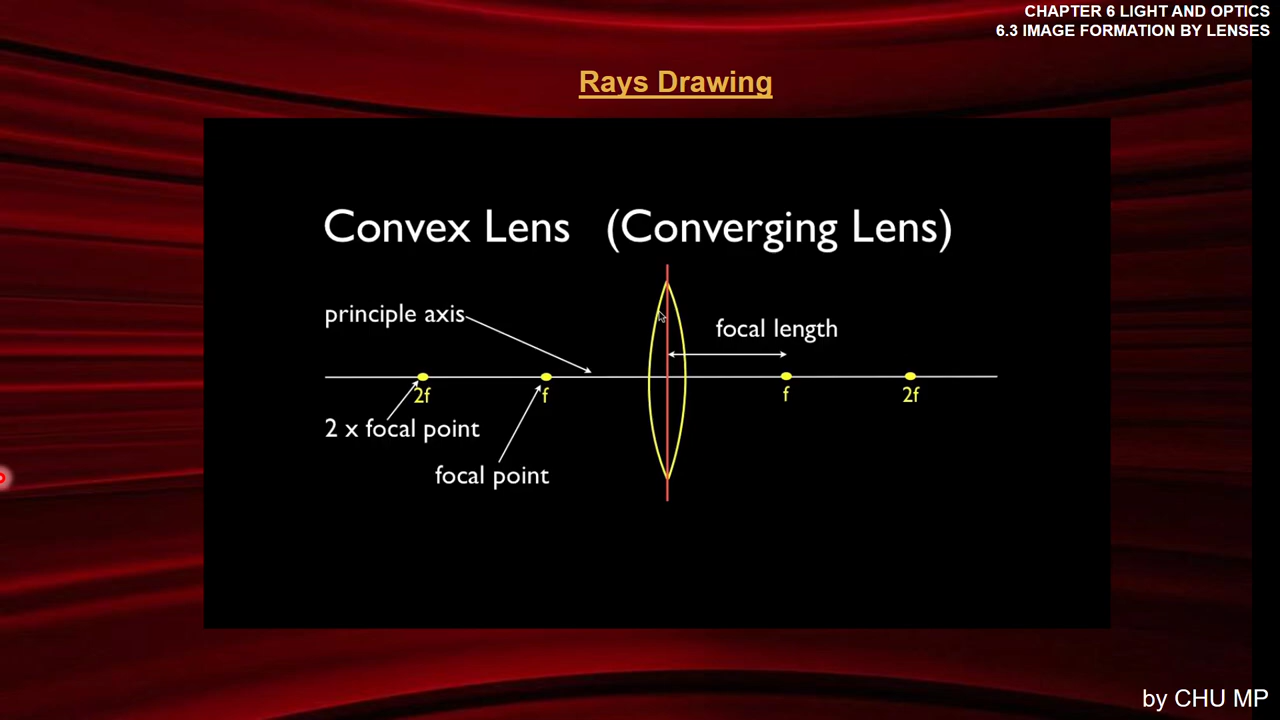 CHAPTER 6 LIGHT AND OPTICS
6.3 IMAGE FORMATION BY LENSES
Rays Drawing
Convex Lens (Converging Lens)
principle axis
focal length
2f
f
f
2f
2 x focal point
focal point
by CHU MP